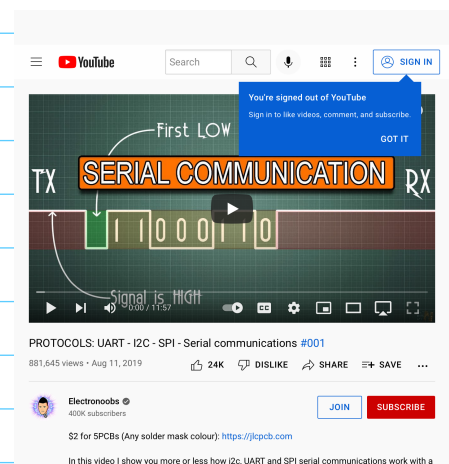 YouTube
Search
SIGN IN
You're signed out of YouTube
Sign in to like videos, comment, and subscribe.
GOT IT
First LOW
SERIAL COMMUNICATION
TX
RX
1 1 0 0 0 1 1 0
Signal is HIGH
0:00 / 11:57
CC
PROTOCOLS: UART - I2C - SPI - Serial communications #001
881,645 views • Aug 11, 2019
24K
DISLIKE
SHARE
SAVE
Electronoobs
400K subscribers
JOIN
SUBSCRIBE
$2 for 5PCBs (Any solder mask colour): https://jlcpcb.com
In this video I show you more or less how i2c, UART and SPI serial communications work with a